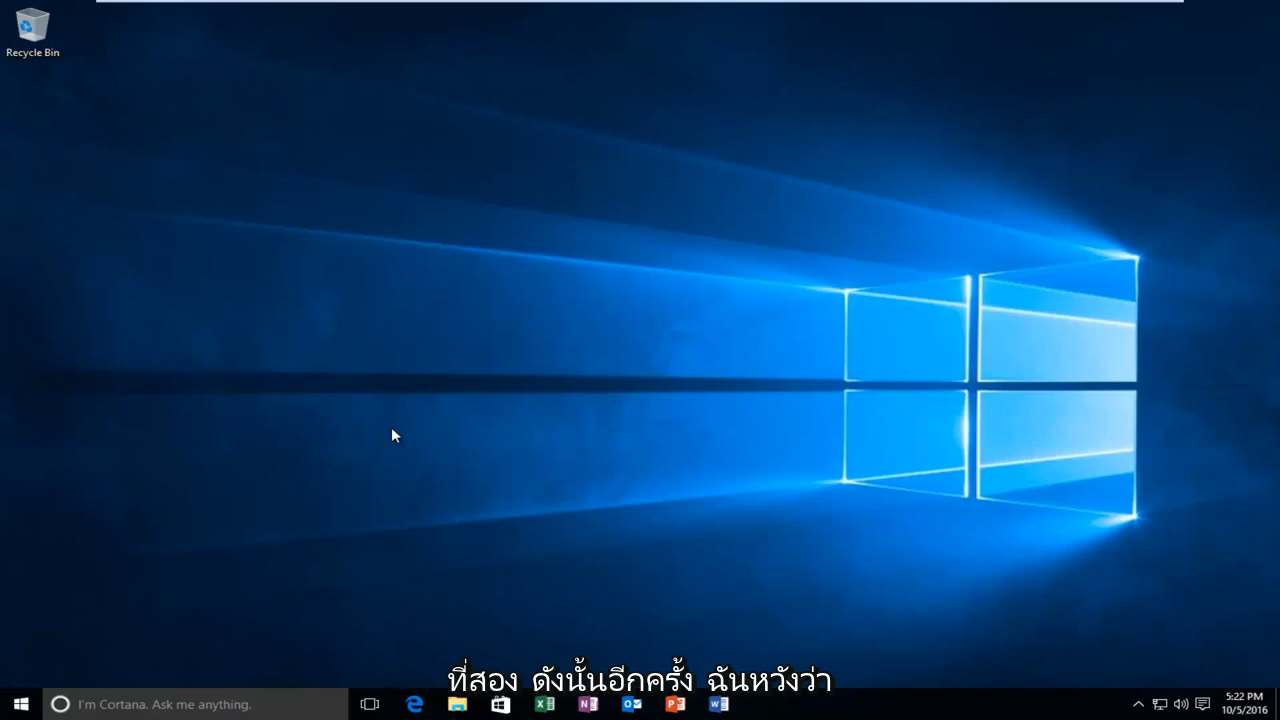 Recycle Bin
ที่สอง ดังนั้นอีกครั้ง ฉันหวังว่า
I'm Cortana. Ask me anything.
5:22 PM
10/5/2016